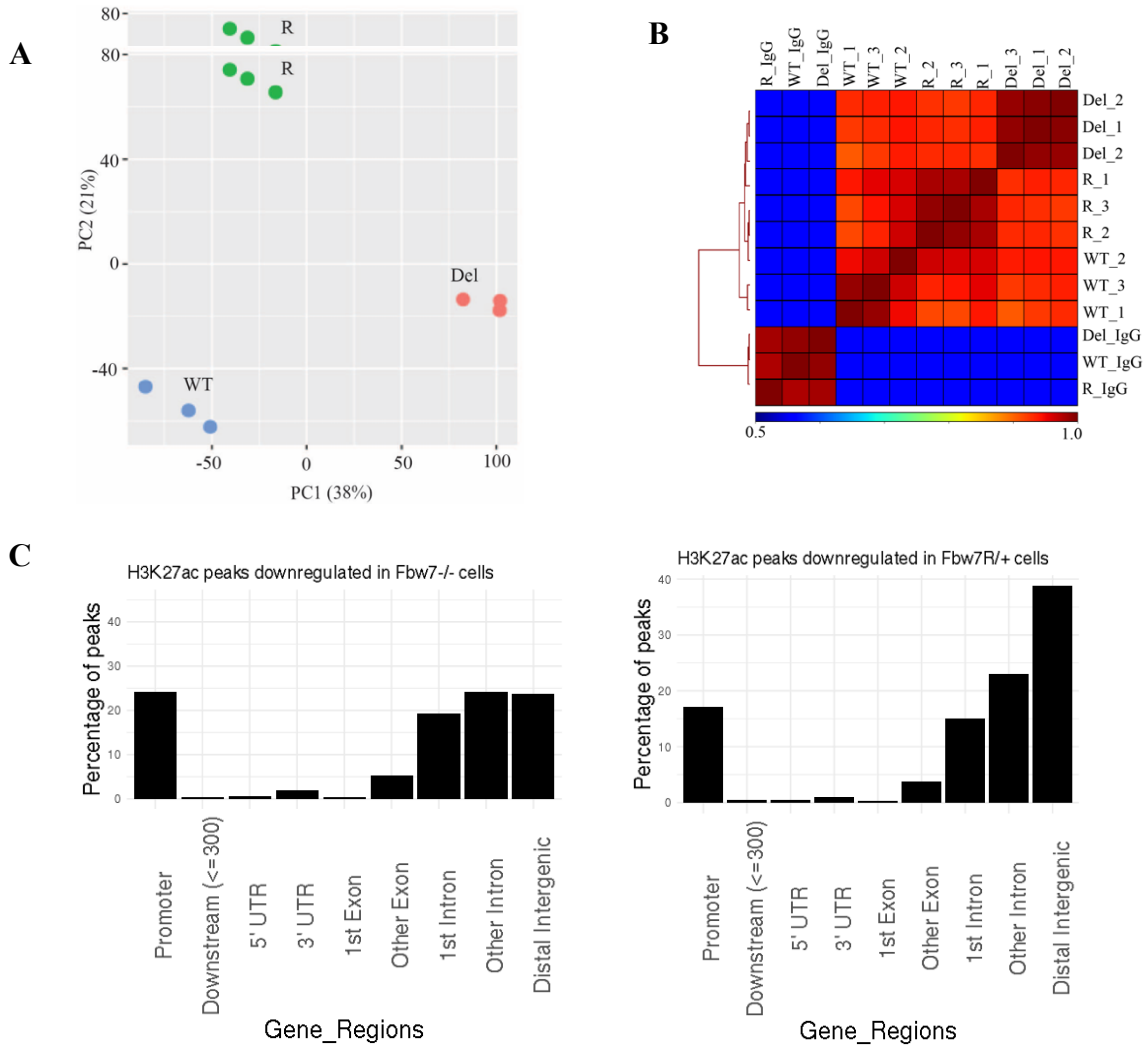 A
80
R
80
R
40
0
-40
Del
WT
-50
0
50
100
PC2 (21%)
PC1 (38%)
B
R_IgG
WT_IgG
Del_IgG
WT_1
WT_3
WT_2
R_2
R_3
R_1
Del_3
Del_1
Del_2
Del_2
Del_1
Del_2
R_1
R_3
R_2
WT_2
WT_3
WT_1
Del_IgG
WT_IgG
R_IgG
0.5
1.0
C
H3K27ac peaks downregulated in Fbw7-/- cells
Percentage of peaks
40
30
20
10
0
Promoter
Downstream (<=300)
5' UTR
3' UTR
1st Exon
Other Exon
1st Intron
Other Intron
Distal Intergenic
Gene_Regions
H3K27ac peaks downregulated in Fbw7R/+ cells
Percentage of peaks
40
30
20
10
0
Promoter
Downstream (<=300)
5' UTR
3' UTR
1st Exon
Other Exon
1st Intron
Other Intron
Distal Intergenic
Gene_Regions